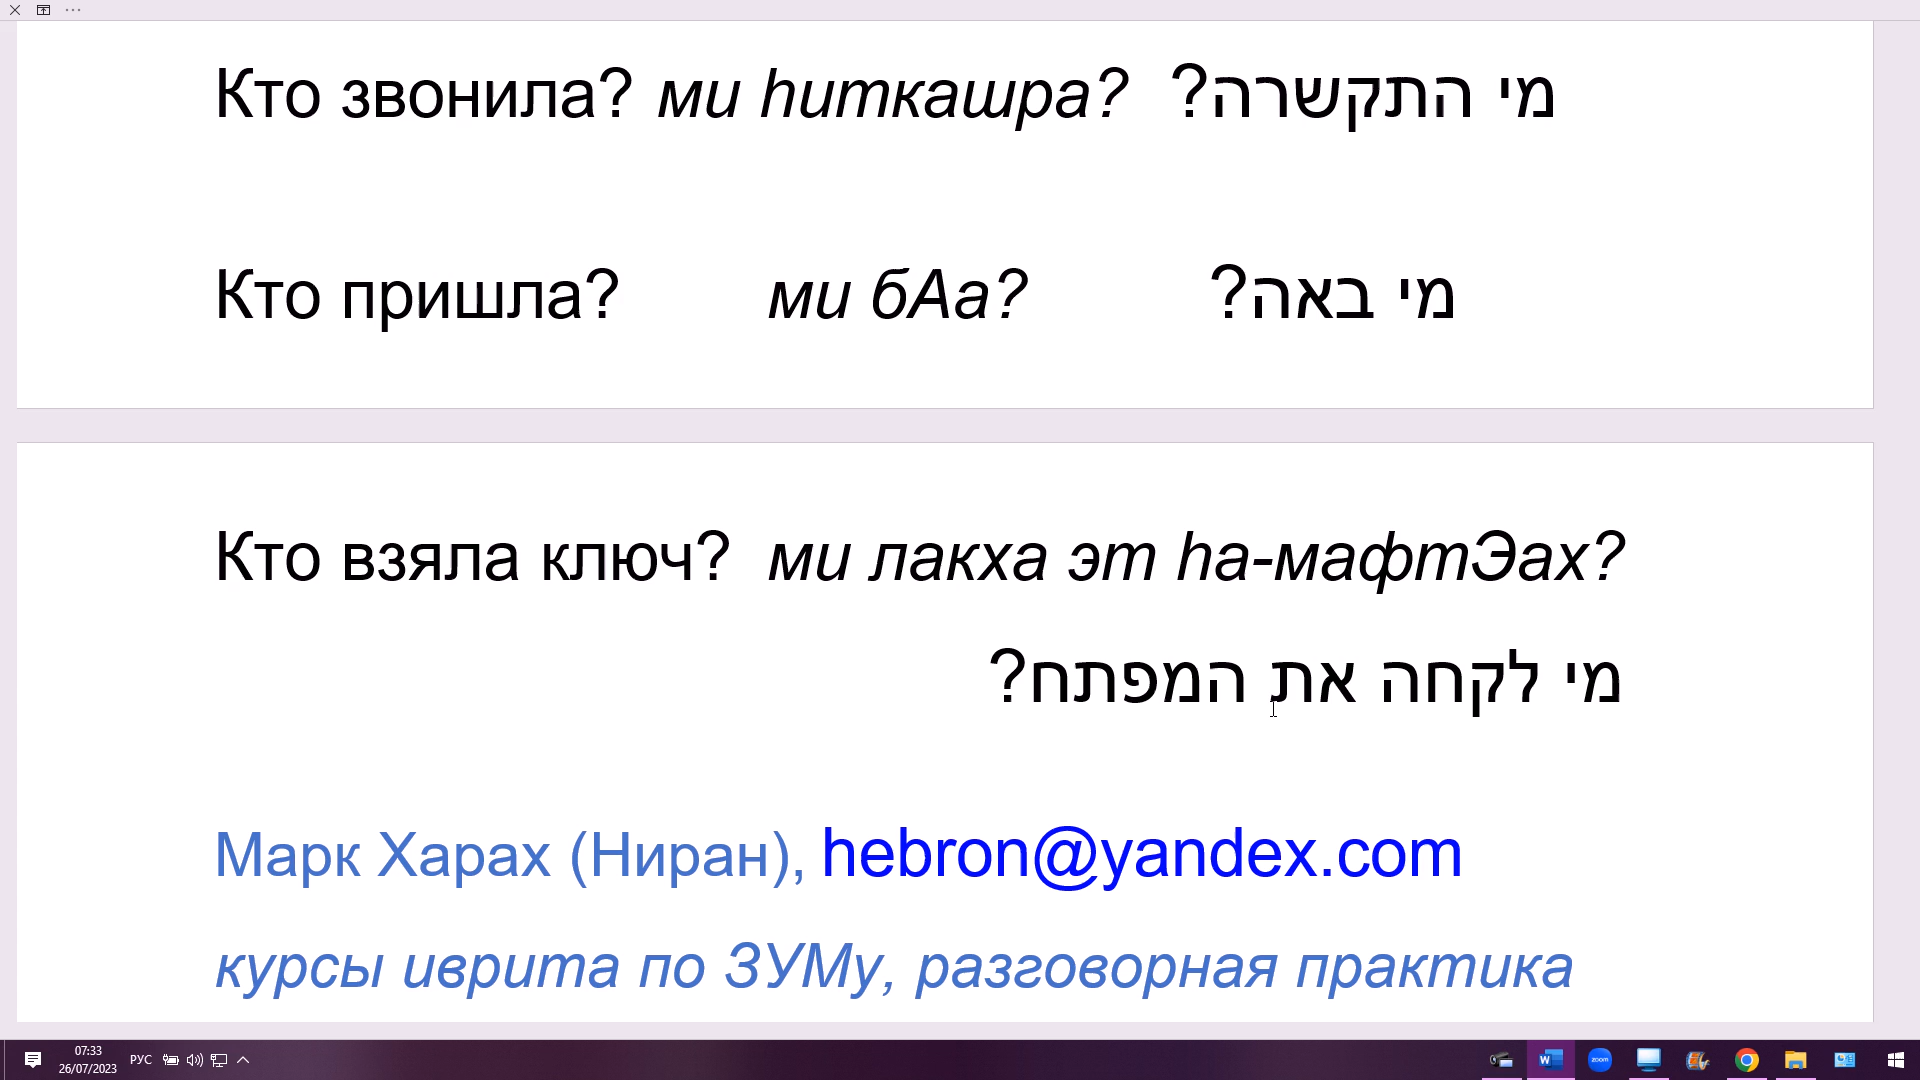 Кто звонила? ми hиткашра? מי התקשרה?
Кто пришла? ми бАа? מי באה?
Кто взяла ключ? ми лакха эт hа-мафтЭах?
מי לקחה את המפתח?
Марк Харах (Ниран), hebron@yandex.com
курсы иврита по ЗУМу, разговорная практика
07:33
26/07/2023
РУС
zoom